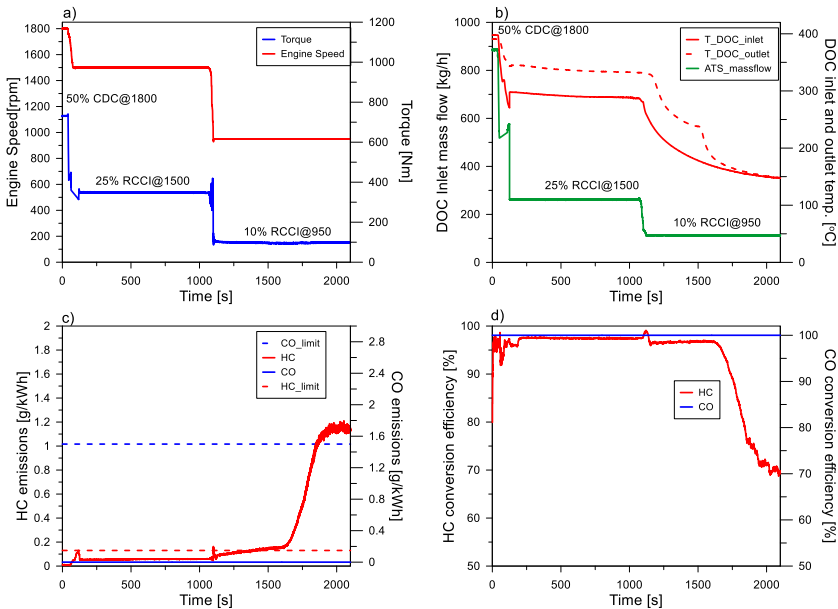 a)
1800
1600
1400
1200
1000
800
600
400
200
0
Engine Speed[rpm]
1200
1000
800
600
400
200
0
Torque [Nm]
Torque
Engine Speed
50% CDC@1800
25% RCCI@1500
10% RCCI@950
0
500
1000
1500
2000
Time [s]
b)
1000
900
800
700
600
500
400
300
200
100
0
DOC Inlet mass flow [kg/h]
400
300
200
100
0
DOC inlet and outlet temp. [ºC]
50% CDC@1800
T_DOC_inlet
T_DOC_outlet
ATS_massflow
25% RCCI@1500
10% RCCI@950
0
500
1000
1500
2000
Time [s]
c)
2
1.8
1.6
1.4
1.2
1
0.8
0.6
0.4
0.2
0
HC emissions [g/kWh]
2.8
2.4
2
1.6
1.2
0.8
0.4
0
CO emissions [g/kWh]
CO_limit
HC
CO
HC_limit
0
500
1000
1500
2000
Time [s]
d)
100
90
80
70
60
50
HC conversion efficiency [%]
100
90
80
70
60
50
CO conversion efficiency [%]
HC
CO
0
500
1000
1500
2000
Time [s]